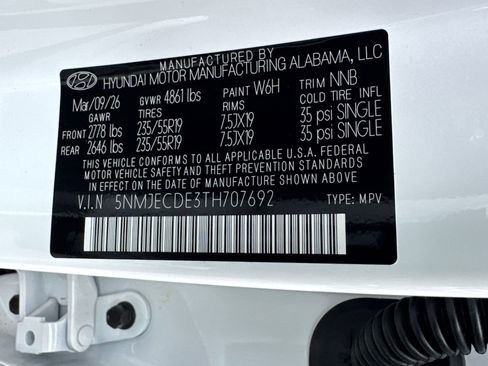 MANUFACTURED BY
HYUNDAI MOTOR MANUFACTURING ALABAMA, LLC
Mar/09/26 GVWR 4861 lbs PAINT W6H TRIM NNB
GAWR TIRES RIMS COLD TIRE INFL
FRONT 2778 lbs 235/55R19 7.5JX19 35 psi SINGLE
REAR 2646 lbs 235/55R19 7.5JX19 35 psi SINGLE
THIS VEHICLE CONFORMS TO ALL APPLICABLE FEDERAL
MOTOR VEHICLE SAFETY AND THEFT PREVENTION STANDARDS
IN EFFECT ON THE DATE OF MANUFACTURE SHOWN ABOVE.
V.I.N 5NMJECDE3TH707692 TYPE: MPV